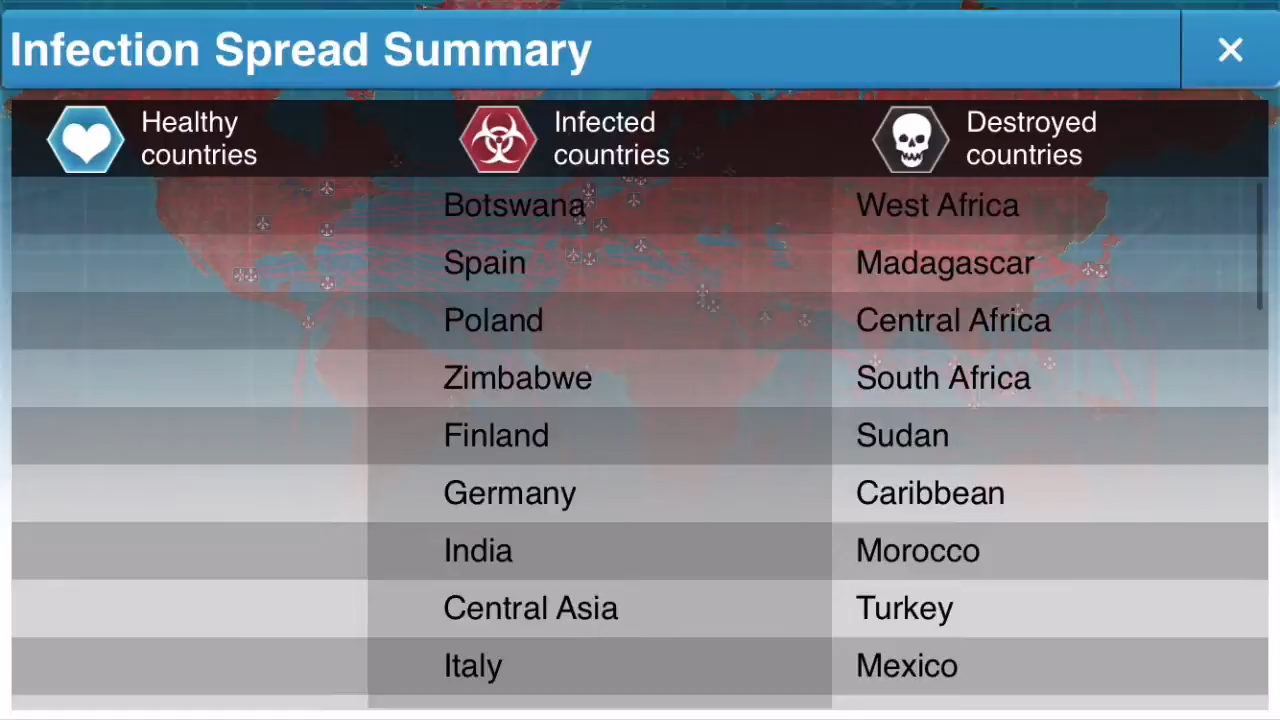 Infection Spread Summary
Healthy
countries
Infected
countries
Destroyed
countries
Botswana
West Africa
Spain
Madagascar
Poland
Central Africa
Zimbabwe
South Africa
Finland
Sudan
Germany
Caribbean
India
Morocco
Central Asia
Turkey
Italy
Mexico